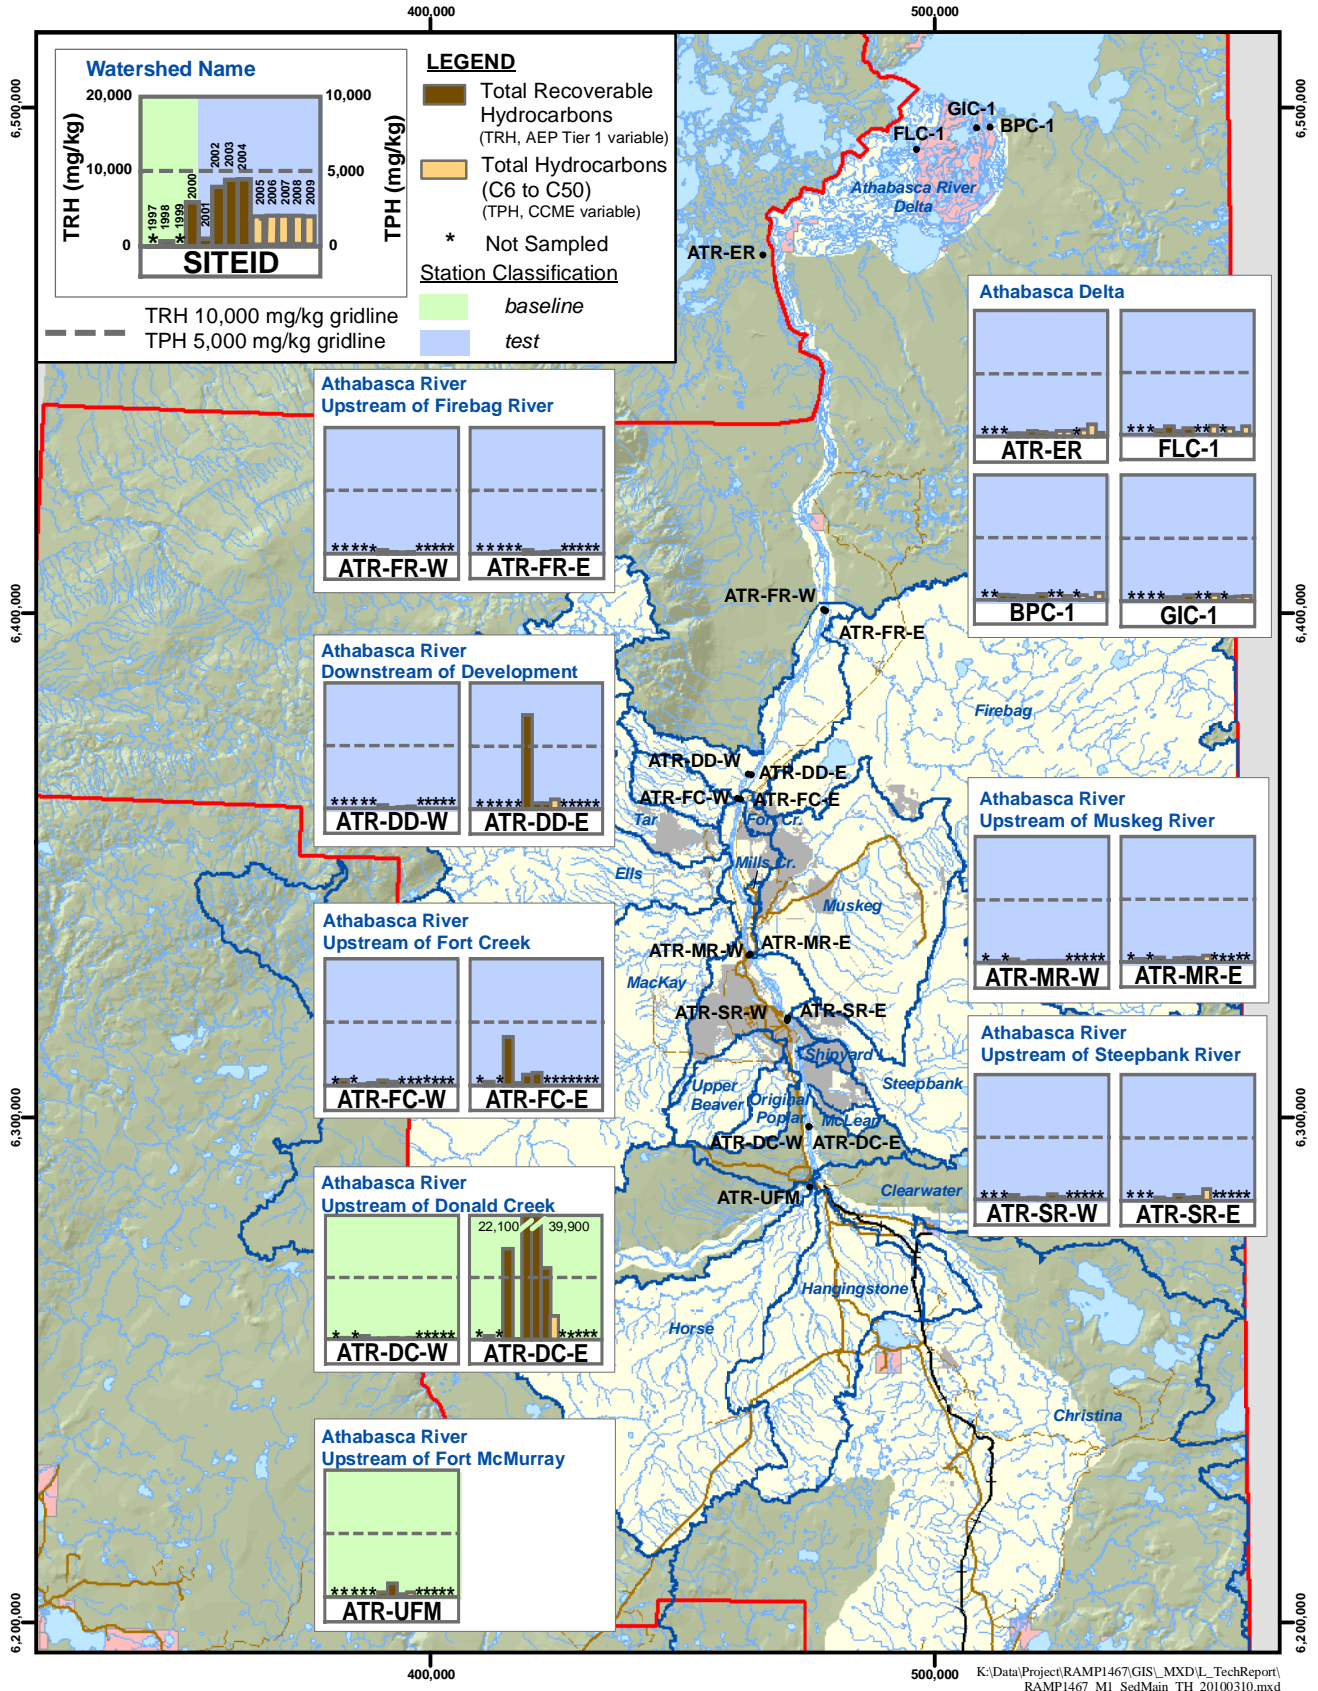 400,000
500,000
Watershed Name
20,000
10,000
0
TRH (mg/kg)
10,000
5,000
0
TPH (mg/kg)
* 1997
1998
* 1999
2000
2001
2002
2003
2004
2005
2006
2007
2008
2009
SITEID
TRH 10,000 mg/kg gridline
TPH 5,000 mg/kg gridline
LEGEND
Total Recoverable
Hydrocarbons
(TRH, AEP Tier 1 variable)
Total Hydrocarbons
(C6 to C50)
(TPH, CCME variable)
* Not Sampled
Station Classification
baseline
test
6,500,000
6,500,000
GIC-1
BPC-1
FLC-1
Athabasca River
Delta
ATR-ER
Athabasca Delta
***
*
ATR-ER
***
**
*
FLC-1
**
**
*
BPC-1
****
**
*
GIC-1
Athabasca River
Upstream of Firebag River
*****
*****
ATR-FR-W
*****
*****
ATR-FR-E
ATR-FR-W
ATR-FR-E
6,400,000
6,400,000
Firebag
Athabasca River
Downstream of Development
*****
*****
ATR-DD-W
*****
*****
ATR-DD-E
ATR-DD-W
ATR-DD-E
ATR-FC-W
ATR-FC-E
Tar
Fort Cr.
Mills Cr.
Ells
Muskeg
Athabasca River
Upstream of Muskeg River
*
*
*****
ATR-MR-W
*
*****
ATR-MR-E
Athabasca River
Upstream of Fort Creek
*
*
*******
ATR-FC-W
*
*
*******
ATR-FC-E
ATR-MR-W
ATR-MR-E
MacKay
ATR-SR-W
ATR-SR-E
Shipyard L.
Steepbank
Upper
Beaver
Original
Poplar
McLean
Athabasca River
Upstream of Steepbank River
***
*****
ATR-SR-W
***
*****
ATR-SR-E
6,300,000
6,300,000
ATR-DC-W
ATR-DC-E
ATR-UFM
Clearwater
Athabasca River
Upstream of Donald Creek
*
*
*****
ATR-DC-W
22,100
39,900
*
*
*****
ATR-DC-E
Hangingstone
Horse
Christina
Athabasca River
Upstream of Fort McMurray
*****
*****
ATR-UFM
6,200,000
6,200,000
400,000
500,000
K:\Data\Project\RAMP1467\GIS\_MXD\L_TechReport\
RAMP1467_M1_SedMain_TH_20100310.mxd